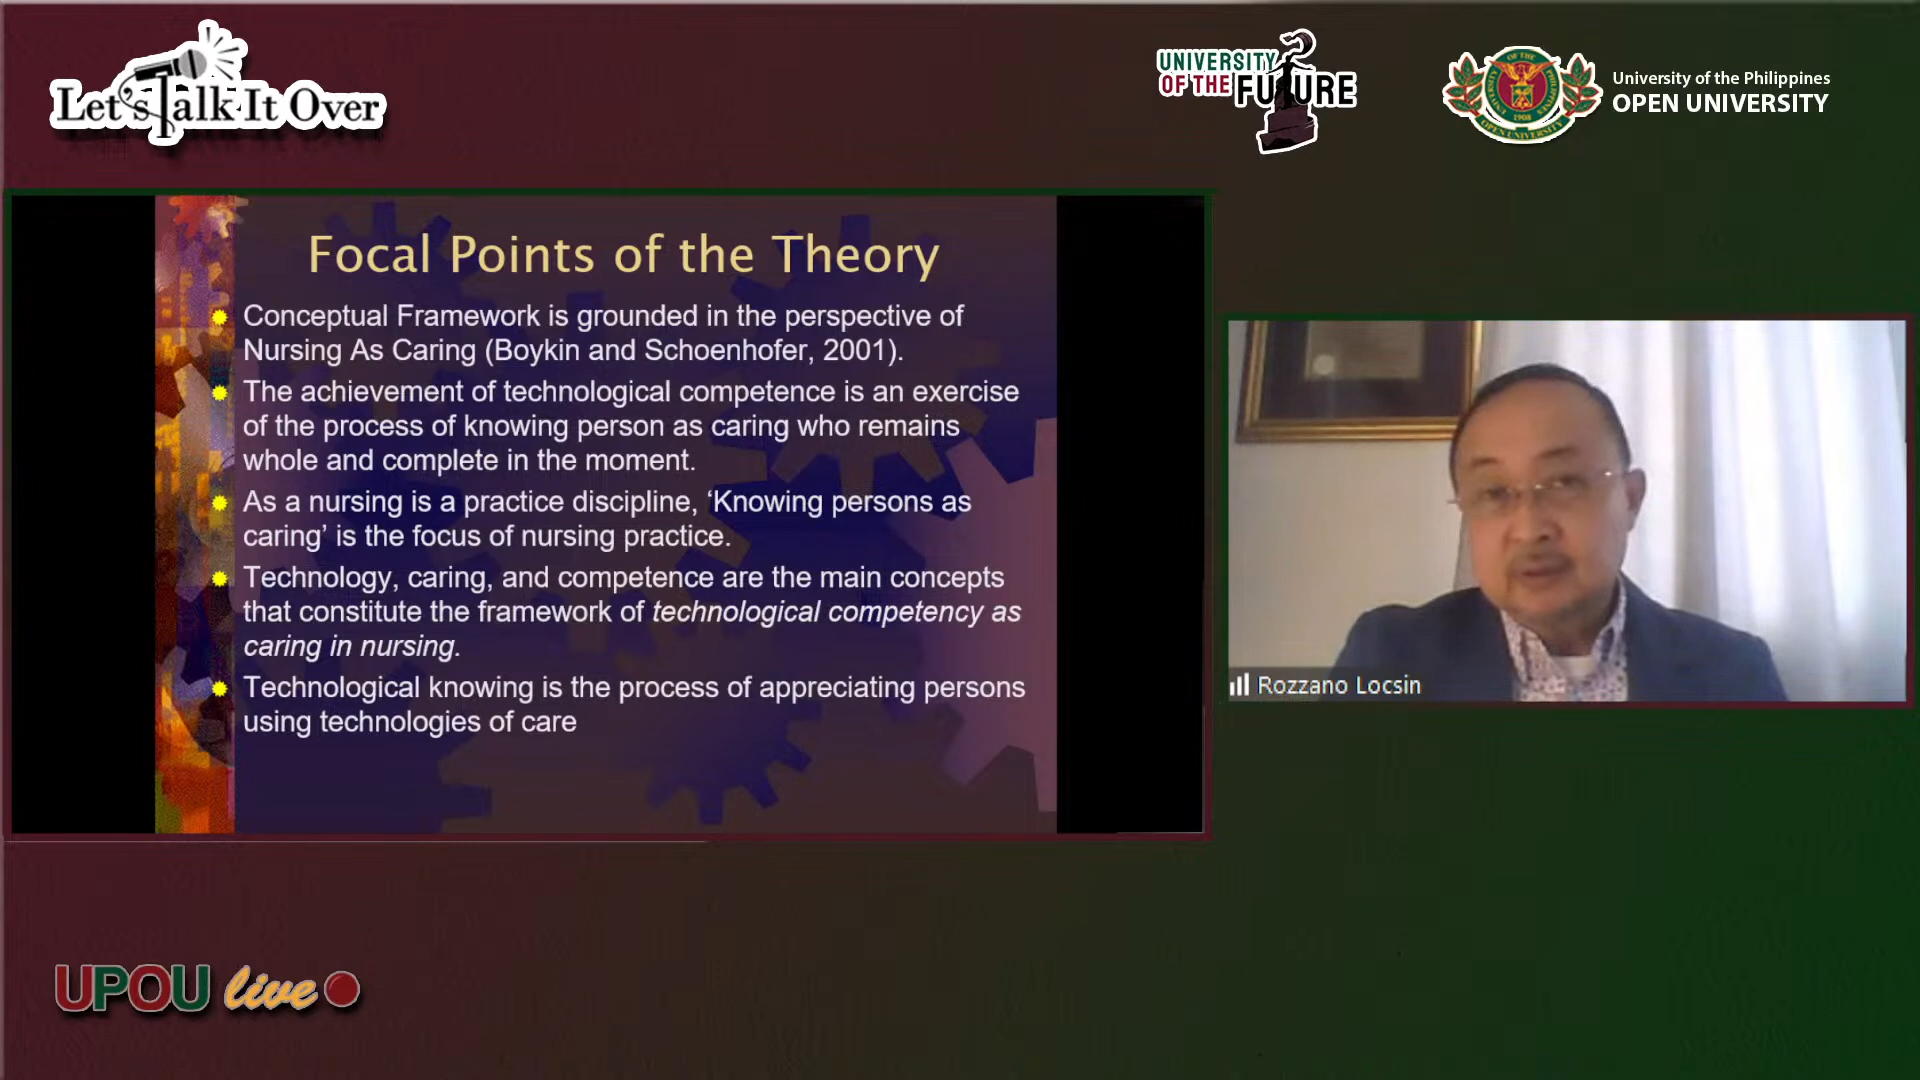 Let's Talk It Over
UNIVERSITY
OF THE FUTURE
University of the Philippines
OPEN UNIVERSITY
Focal Points of the Theory
Conceptual Framework is grounded in the perspective of
Nursing As Caring (Boykin and Schoenhofer, 2001).
The achievement of technological competence is an exercise
of the process of knowing person as caring who remains
whole and complete in the moment.
As a nursing is a practice discipline, ‘Knowing persons as
caring’ is the focus of nursing practice.
Technology, caring, and competence are the main concepts
that constitute the framework of technological competency as
caring in nursing.
Technological knowing is the process of appreciating persons
using technologies of care
Rozzano Locsin
UPOU live